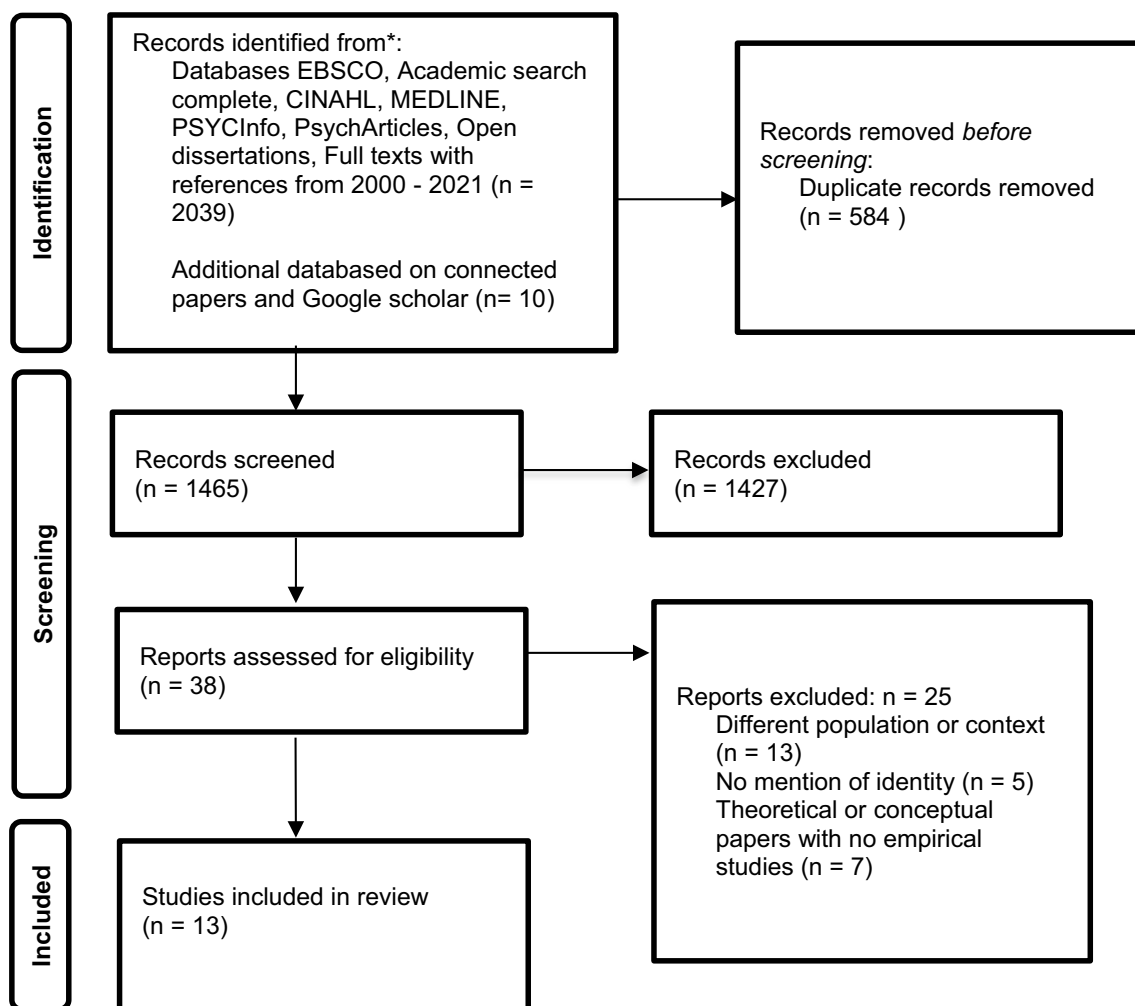 Identification
Records identified from*:
Databases EBSCO, Academic search
complete, CINAHL, MEDLINE,
PSYCInfo, PsychArticles, Open
dissertations, Full texts with
references from 2000 - 2021 (n =
2039)
Additional databased on connected
papers and Google scholar (n= 10)
Records removed before
screening:
Duplicate records removed
(n = 584 )
Screening
Records screened
(n = 1465)
Records excluded
(n = 1427)
Reports assessed for eligibility
(n = 38)
Reports excluded: n = 25
Different population or context
(n = 13)
No mention of identity (n = 5)
Theoretical or conceptual
papers with no empirical
studies (n = 7)
Included
Studies included in review
(n = 13)